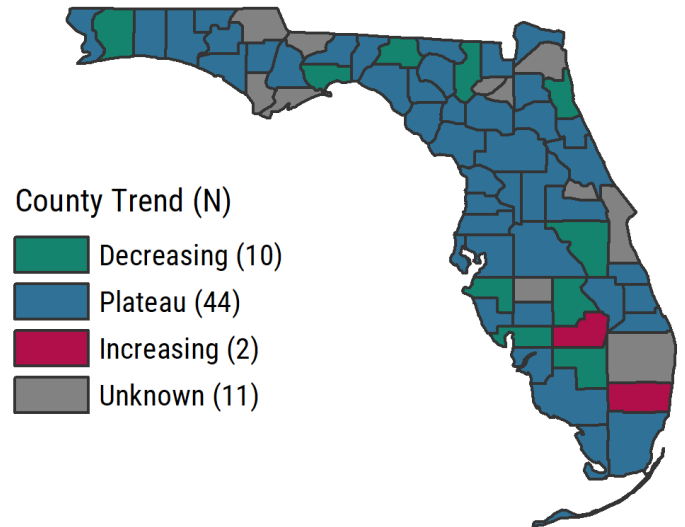 County Trend (N)
Decreasing (10)
Plateau (44)
Increasing (2)
Unknown (11)